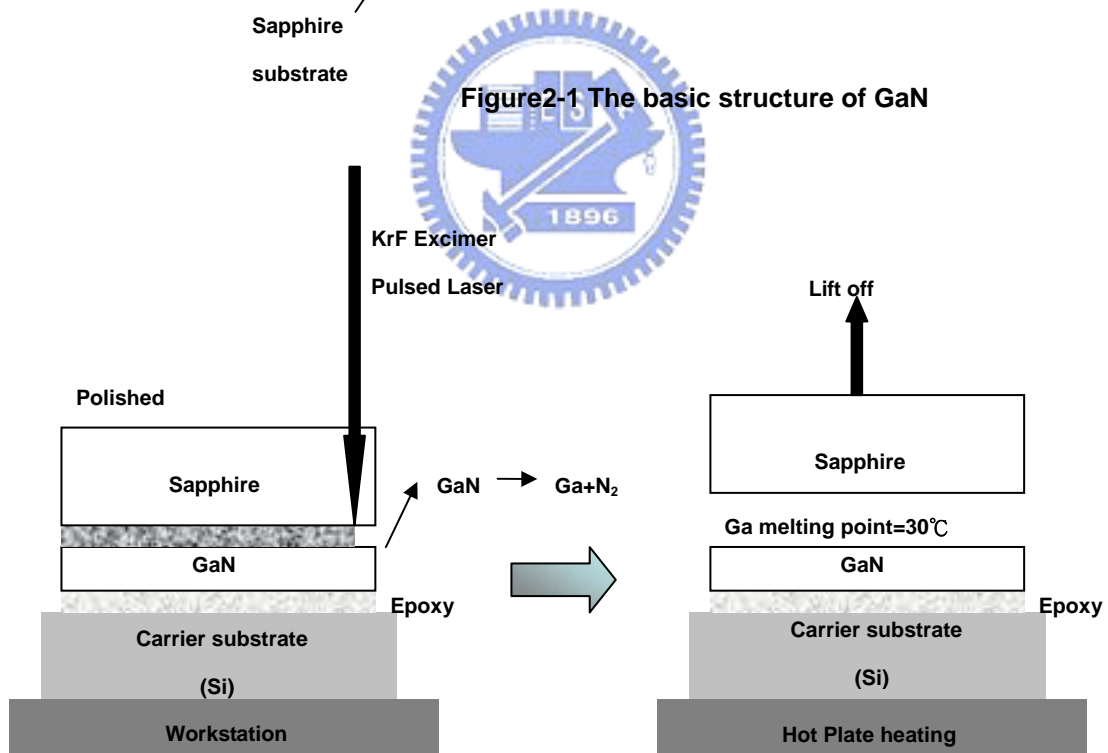 Sapphire
substrate
Figure2-1 The basic structure of GaN
1896
KrF Excimer
Pulsed Laser
Lift off
Polished
Sapphire
GaN
Ga+N₂
Sapphire
Ga melting point=30℃
GaN
Epoxy
Carrier substrate
(Si)
Workstation
GaN
Epoxy
Carrier substrate
(Si)
Hot Plate heating